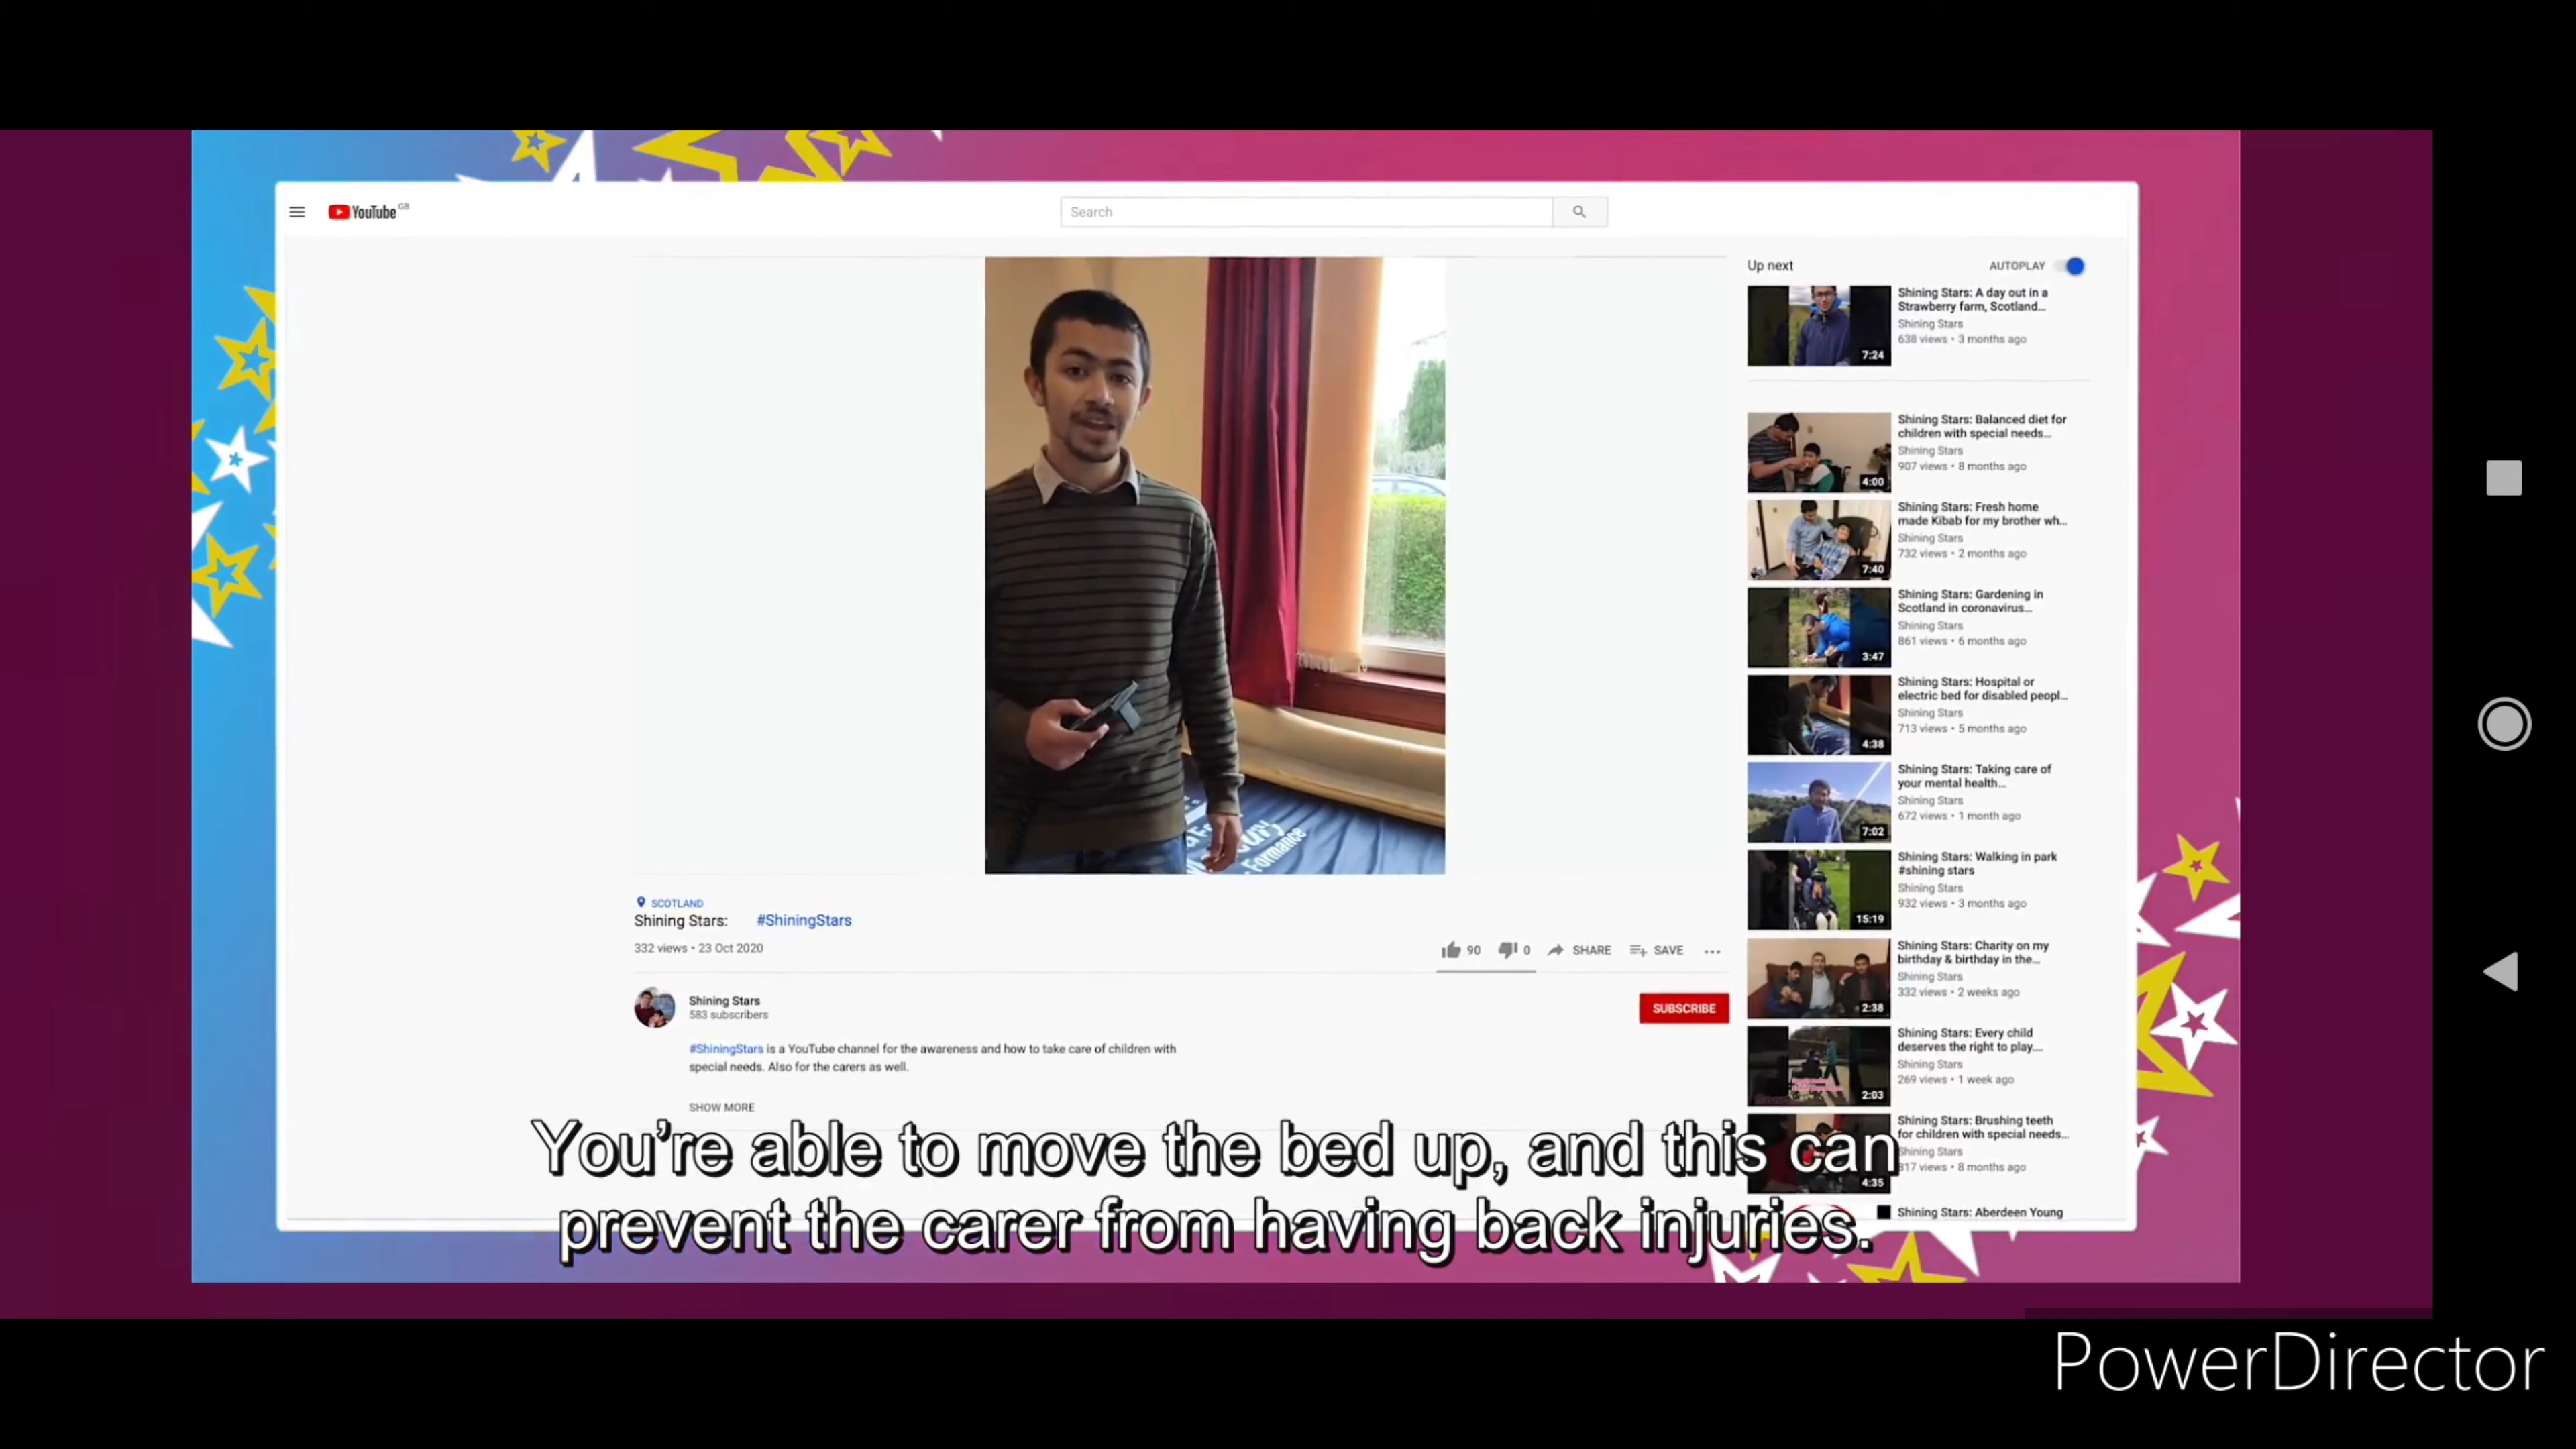 YouTube GB
Search
Up next
AUTOPLAY
Shining Stars: A day out in a
Strawberry farm, Scotland...
Shining Stars
638 views • 3 months ago
7:24
Shining Stars: Balanced diet for
children with special needs...
Shining Stars
907 views • 8 months ago
4:00
Shining Stars: Fresh home
made Kibab for my brother wh...
Shining Stars
732 views • 2 months ago
7:40
Shining Stars: Gardening in
Scotland in coronavirus...
Shining Stars
861 views • 6 months ago
3:47
Shining Stars: Hospital or
electric bed for disabled peopl...
Shining Stars
713 views • 5 months ago
4:38
Shining Stars: Taking care of
your mental health...
Shining Stars
672 views • 1 month ago
7:02
Shining Stars: Walking in park
#shining stars
Shining Stars
932 views • 3 months ago
15:19
Shining Stars: Charity on my
birthday & birthday in the...
Shining Stars
332 views • 2 weeks ago
2:38
Shining Stars: Every child
deserves the right to play....
Shining Stars
269 views • 1 week ago
2:03
Shining Stars: Brushing teeth
for children with special needs...
Shining Stars
817 views • 8 months ago
4:35
Shining Stars: Aberdeen Young
SCOTLAND
Shining Stars: #ShiningStars
332 views • 23 Oct 2020
90 0 SHARE SAVE ...
Shining Stars
583 subscribers
SUBSCRIBE
#ShiningStars is a YouTube channel for the awareness and how to take care of children with
special needs. Also for the carers as well.
SHOW MORE
You're able to move the bed up, and this can
prevent the carer from having back injuries.
PowerDirector